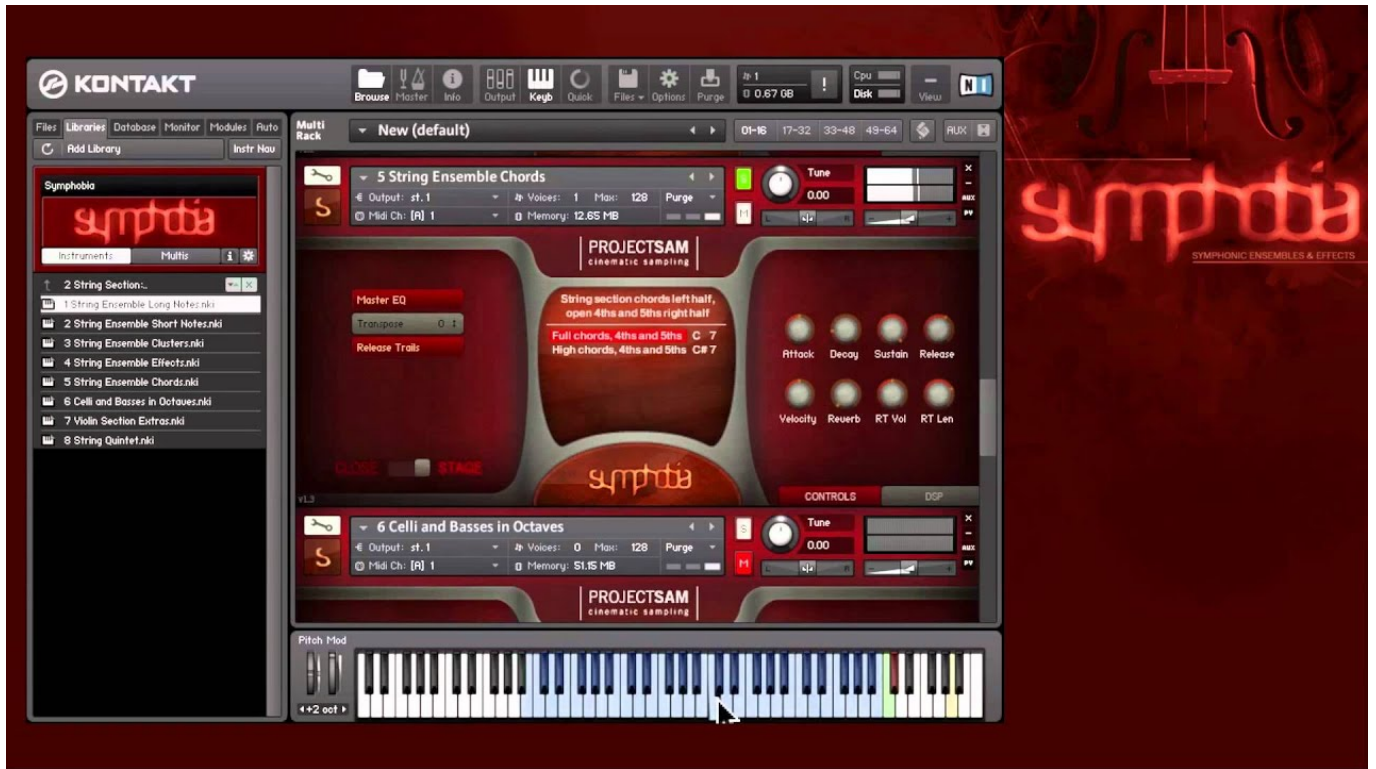 KONTAKT
Browse Master Info Output Keyb Quick Files Options Purge
1
0.67 GB
!
Cpu
Disk
View
NI
Files Libraries Database Monitor Modules Auto
Add Library Instr Nav
Symphobia
symphobia
Instruments Multis i
2 String Section:..
1 String Ensemble Long Notes.nki
2 String Ensemble Short Notes.nki
3 String Ensemble Clusters.nki
4 String Ensemble Effects.nki
5 String Ensemble Chords.nki
6 Celli and Basses in Octaves.nki
7 Violin Section Extras.nki
8 String Quintet.nki
Multi Rack
New (default)
01-16 17-32 33-48 49-64 AUX
5 String Ensemble Chords
Output: st.1 Voices: 1 Max: 128 Purge
Midi Ch: [A] 1 Memory: 12.65 MB
S
M
Tune
0.00
L R
- +
×
-
AUX
PV
PROJECTSAM
cinematic sampling
Master EQ
Transpose 0
Release Trails
String section chords left half,
open 4ths and 5ths right half
Full chords, 4ths and 5ths C 7
High chords, 4ths and 5ths C# 7
Attack Decay Sustain Release
Velocity Reverb RT Vol RT Len
CLOSE STAGE
symphobia
v1.3
CONTROLS DSP
6 Celli and Basses in Octaves
Output: st.1 Voices: 0 Max: 128 Purge
Midi Ch: [A] 1 Memory: 51.15 MB
S
M
Tune
0.00
L R
- +
×
-
AUX
PV
PROJECTSAM
cinematic sampling
Pitch Mod
+2 oct
symphobia
SYMPHONIC ENSEMBLES & EFFECTS